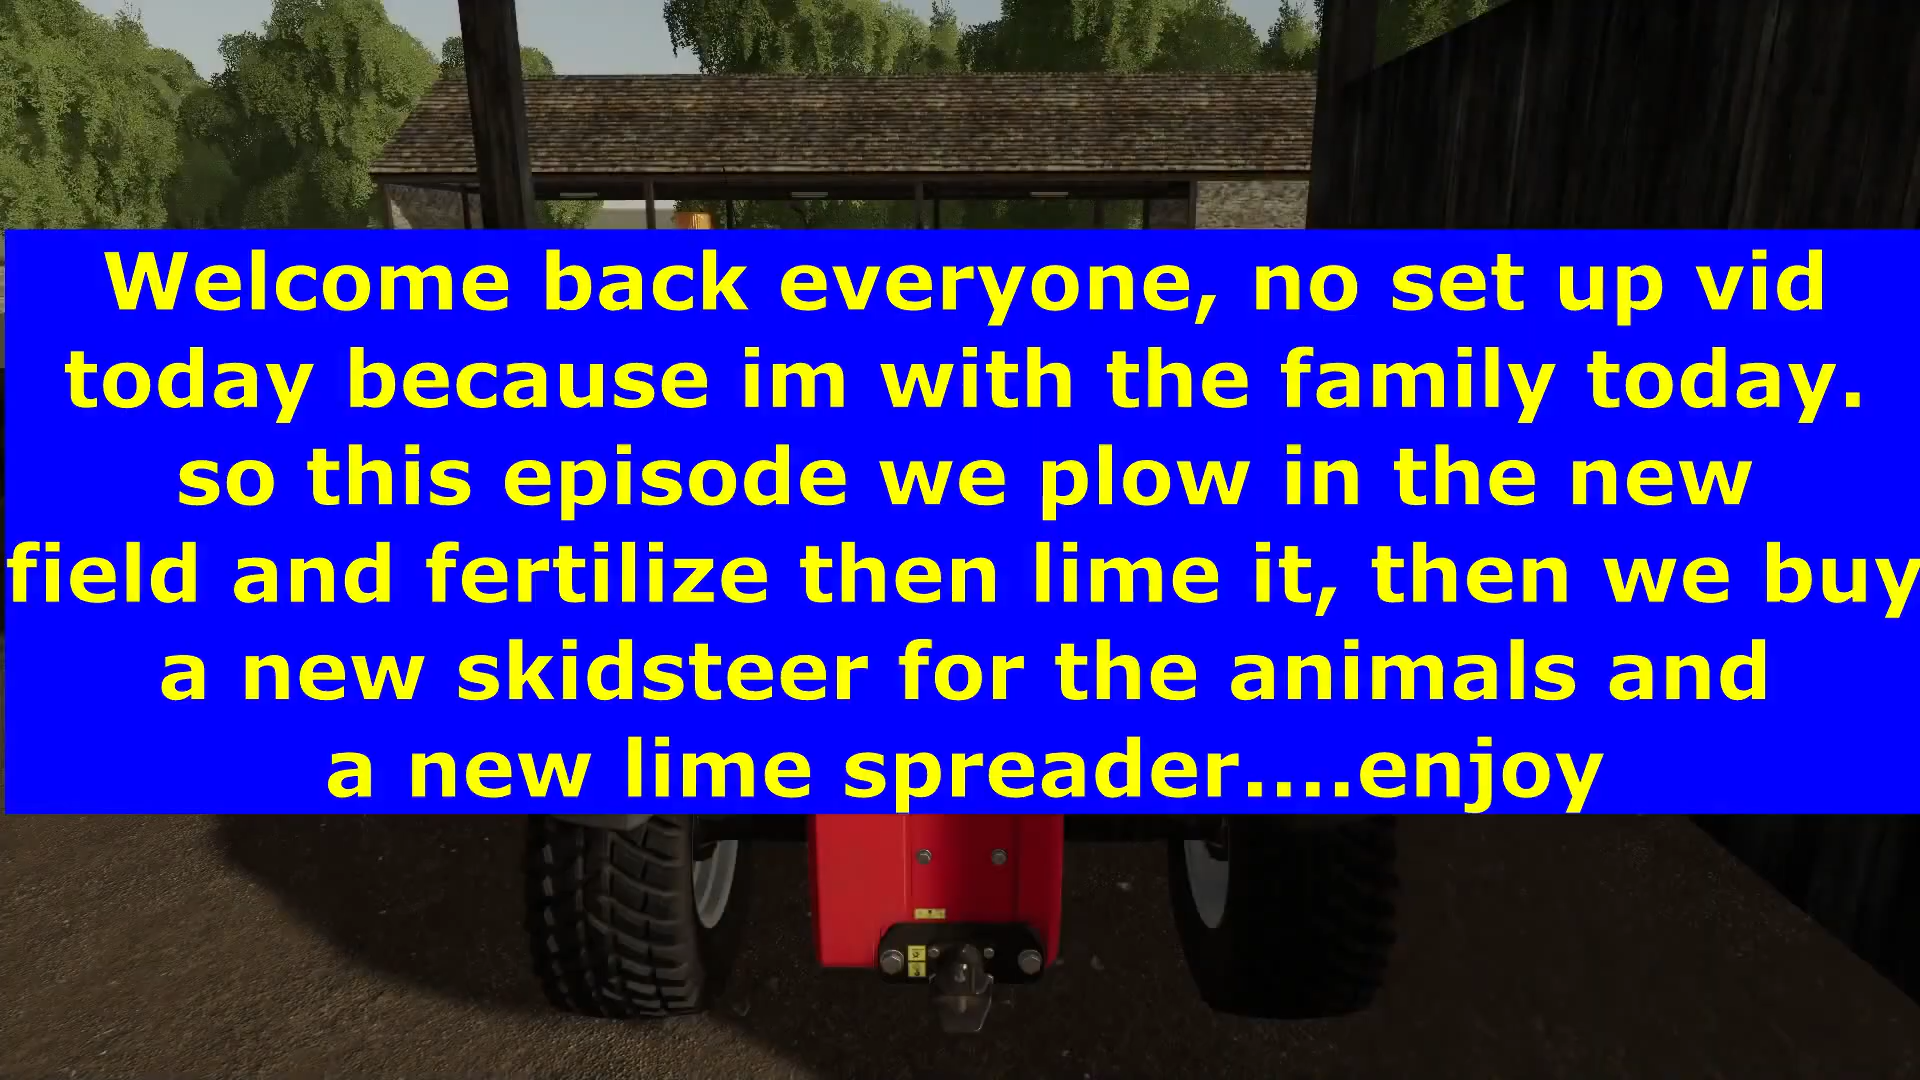 Welcome back everyone, no set up vid
today because im with the family today.
so this episode we plow in the new
field and fertilize then lime it, then we buy
a new skidsteer for the animals and
a new lime spreader....enjoy